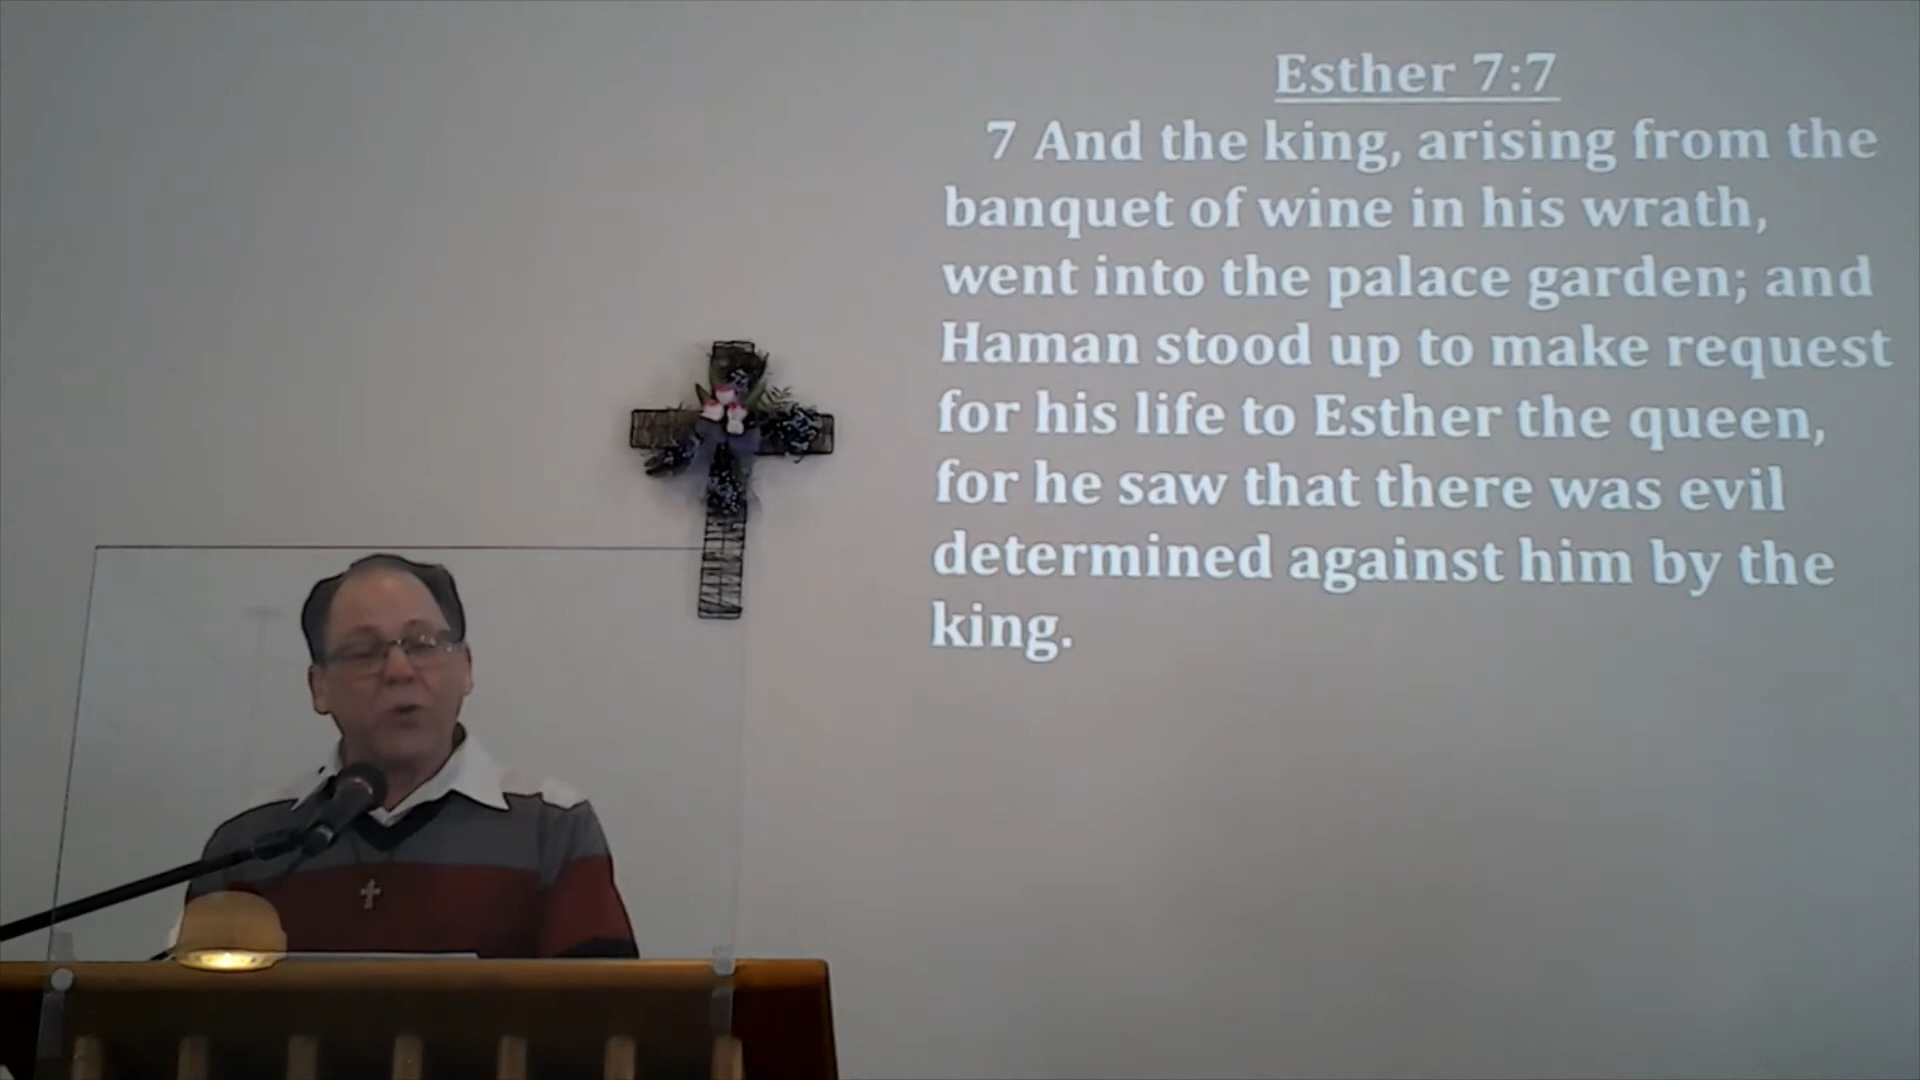 Esther 7:7
7 And the king, arising from the
banquet of wine in his wrath,
went into the palace garden; and
Haman stood up to make request
for his life to Esther the queen,
for he saw that there was evil
determined against him by the
king.